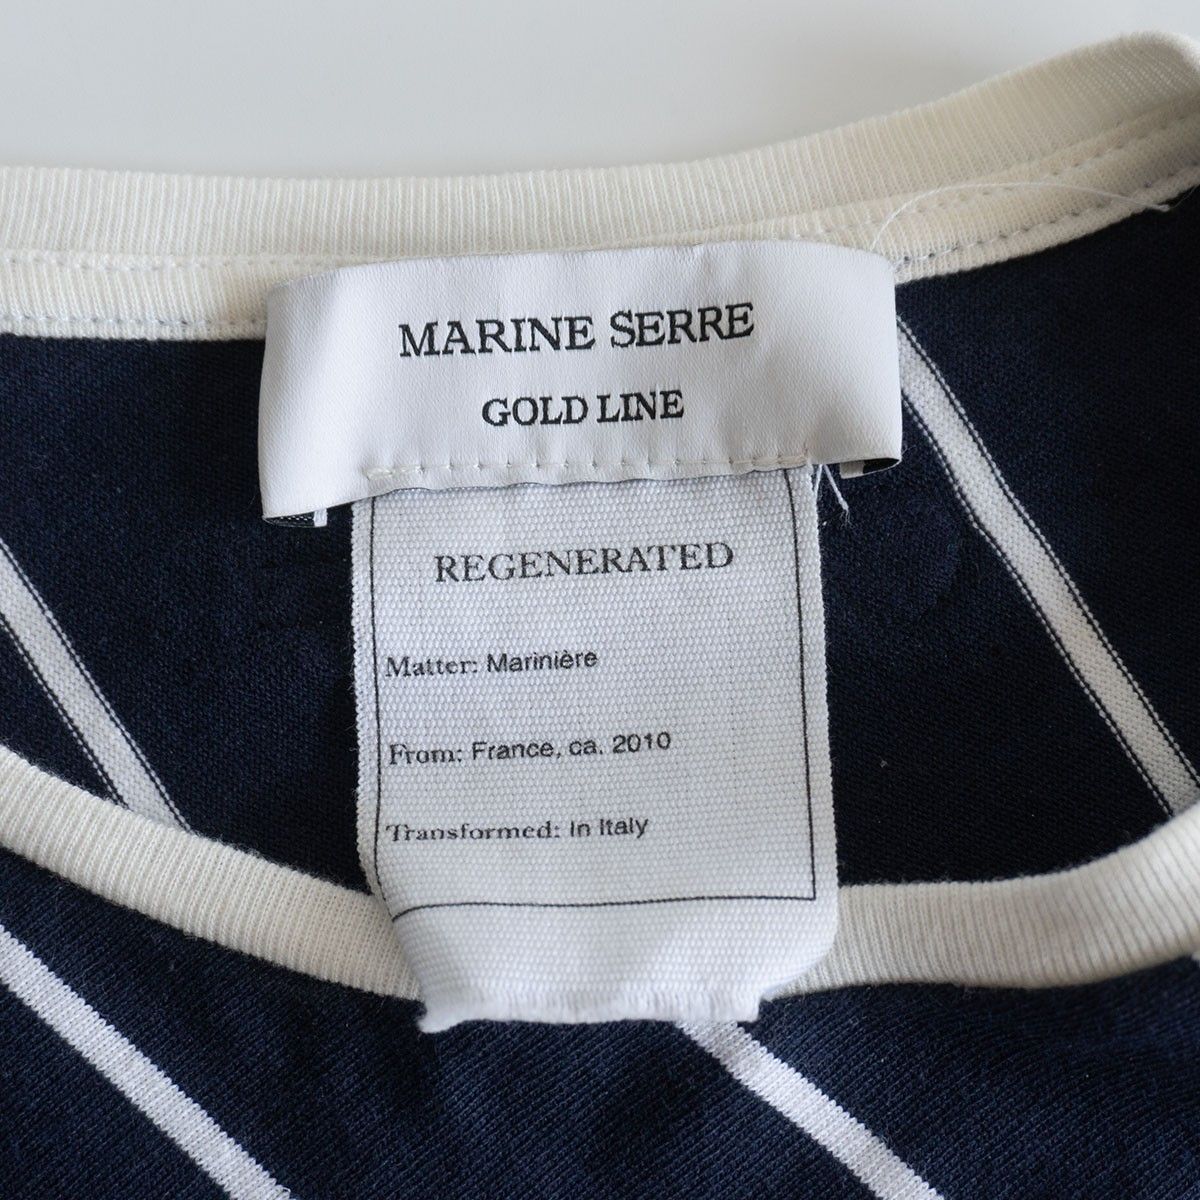 MARINE SERRE
GOLD LINE
REGENERATED
Matter: Marinière
From: France, ca. 2010
Transformed: In Italy